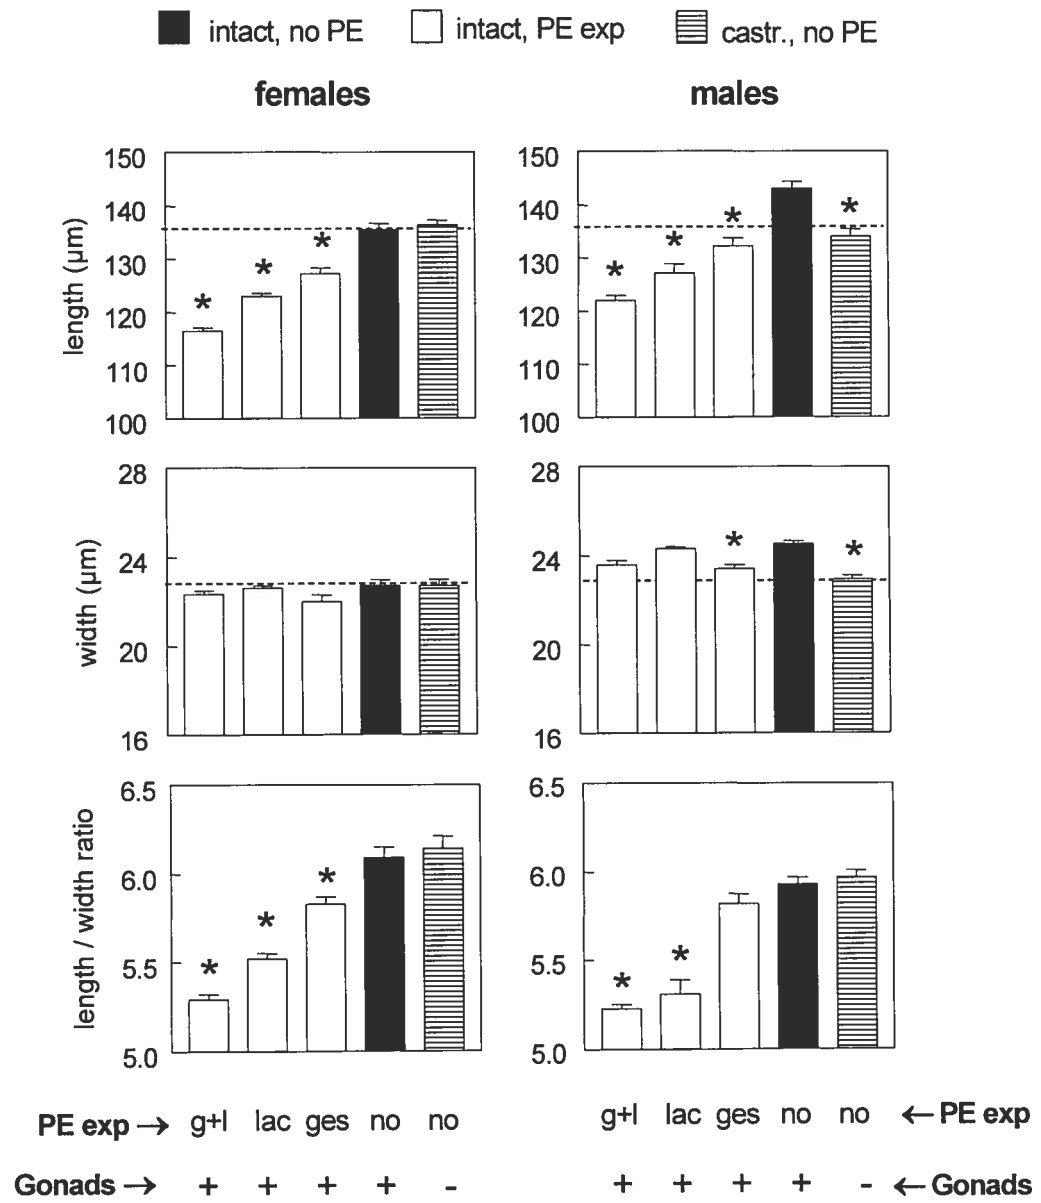 intact, no PE intact, PE exp castr., no PE
females males
150 150
140 140
* *
* *
130 * * 130
length (µm)
* *
120 120
110 110
100 100
28 28
* *
24 24
width (µm)
20 20
16 16
6.5 6.5
6.0 * 6.0
length / width ratio
* *
5.5 * 5.5 *
5.0 5.0
PE exp → g+l lac ges no no g+l lac ges no no ← PE exp
Gonads → + + + + - + + + + - ← Gonads